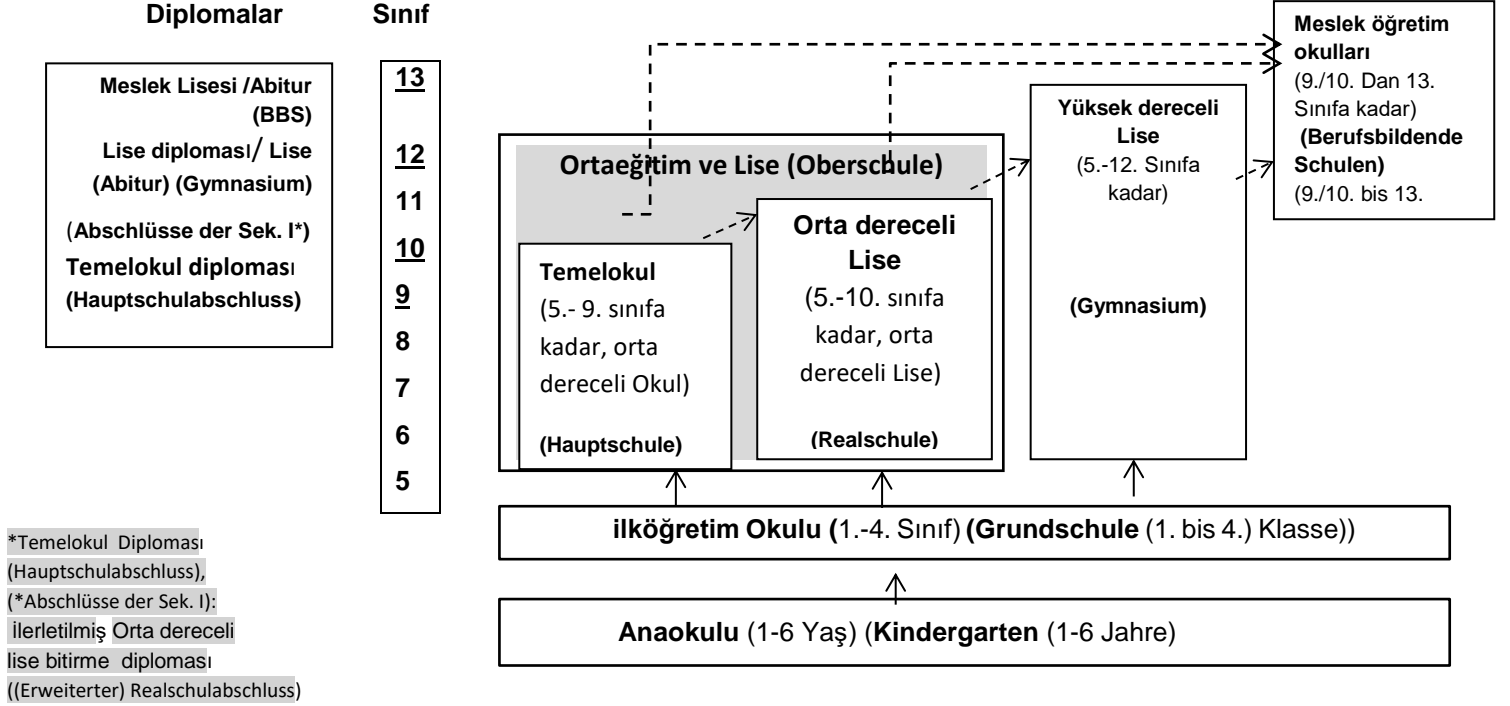 Diplomalar
Sınıf
Meslek Lisesi /Abitur
(BBS)
Lise diploması/ Lise
(Abitur) (Gymnasium)
(Abschlüsse der Sek. I*)
Temelokul diploması
(Hauptschulabschluss)
13
12
11
10
9
8
7
6
5
Ortaeğitim ve Lise (Oberschule)
Temelokul
(5.- 9. sınıfa
kadar, orta
dereceli Okul)
(Hauptschule)
Orta dereceli
Lise
(5.-10. sınıfa
kadar, orta
dereceli Lise)
(Realschule)
Yüksek dereceli
Lise
(5.-12. Sınıfa
kadar)
(Gymnasium)
Meslek öğretim
okulları
(9./10. Dan 13.
Sınıfa kadar)
(Berufsbildende
Schulen)
(9./10. bis 13.
ilköğretim Okulu (1.-4. Sınıf) (Grundschule (1. bis 4.) Klasse))
Anaokulu (1-6 Yaş) (Kindergarten (1-6 Jahre)
*Temelokul Diploması
(Hauptschulabschluss),
(*Abschlüsse der Sek. I):
İlerletilmiş Orta dereceli
lise bitirme diploması
((Erweiterter) Realschulabschluss)